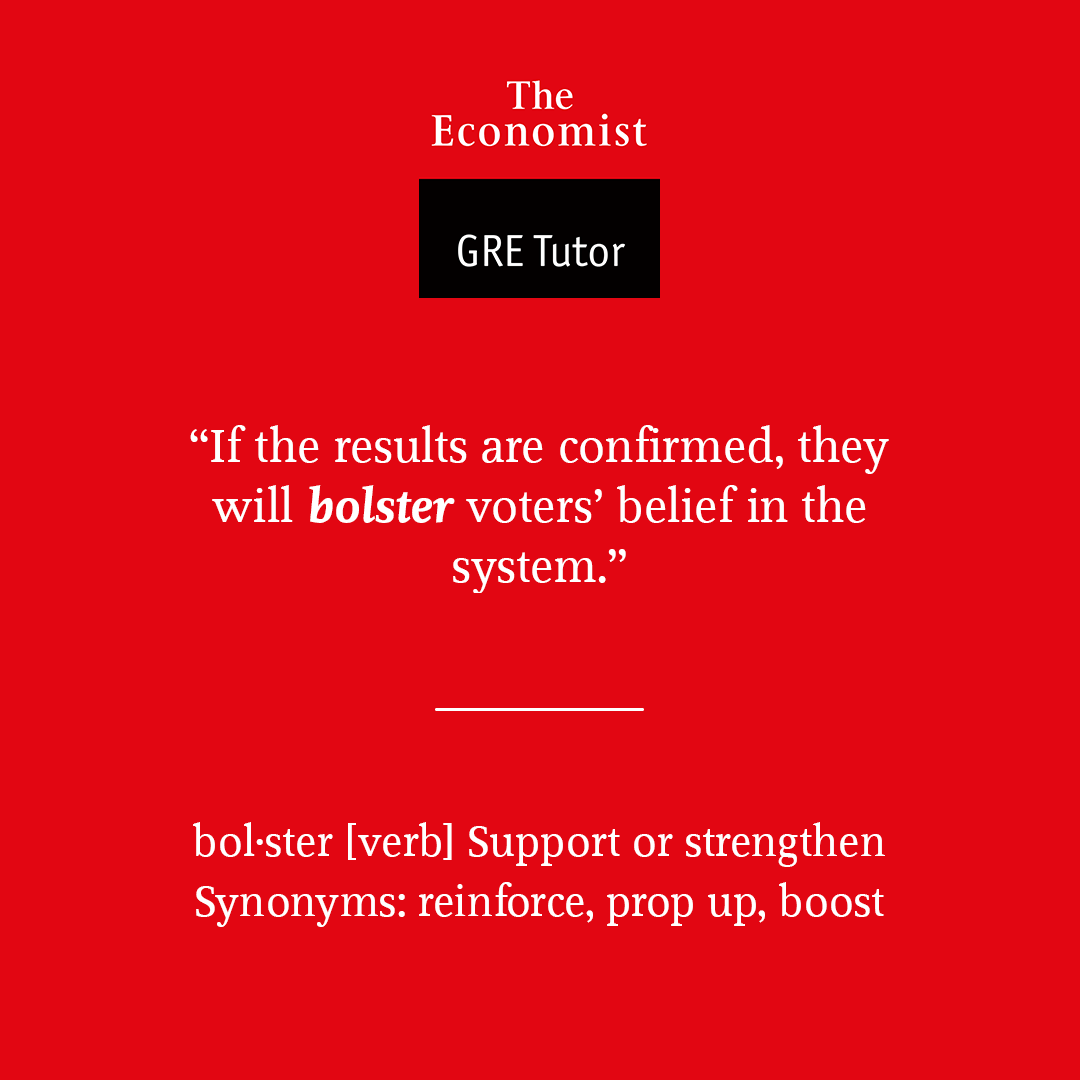 The
Economist
GRE Tutor
“If the results are confirmed, they
will bolster voters’ belief in the
system.”
bol·ster [verb] Support or strengthen
Synonyms: reinforce, prop up, boost